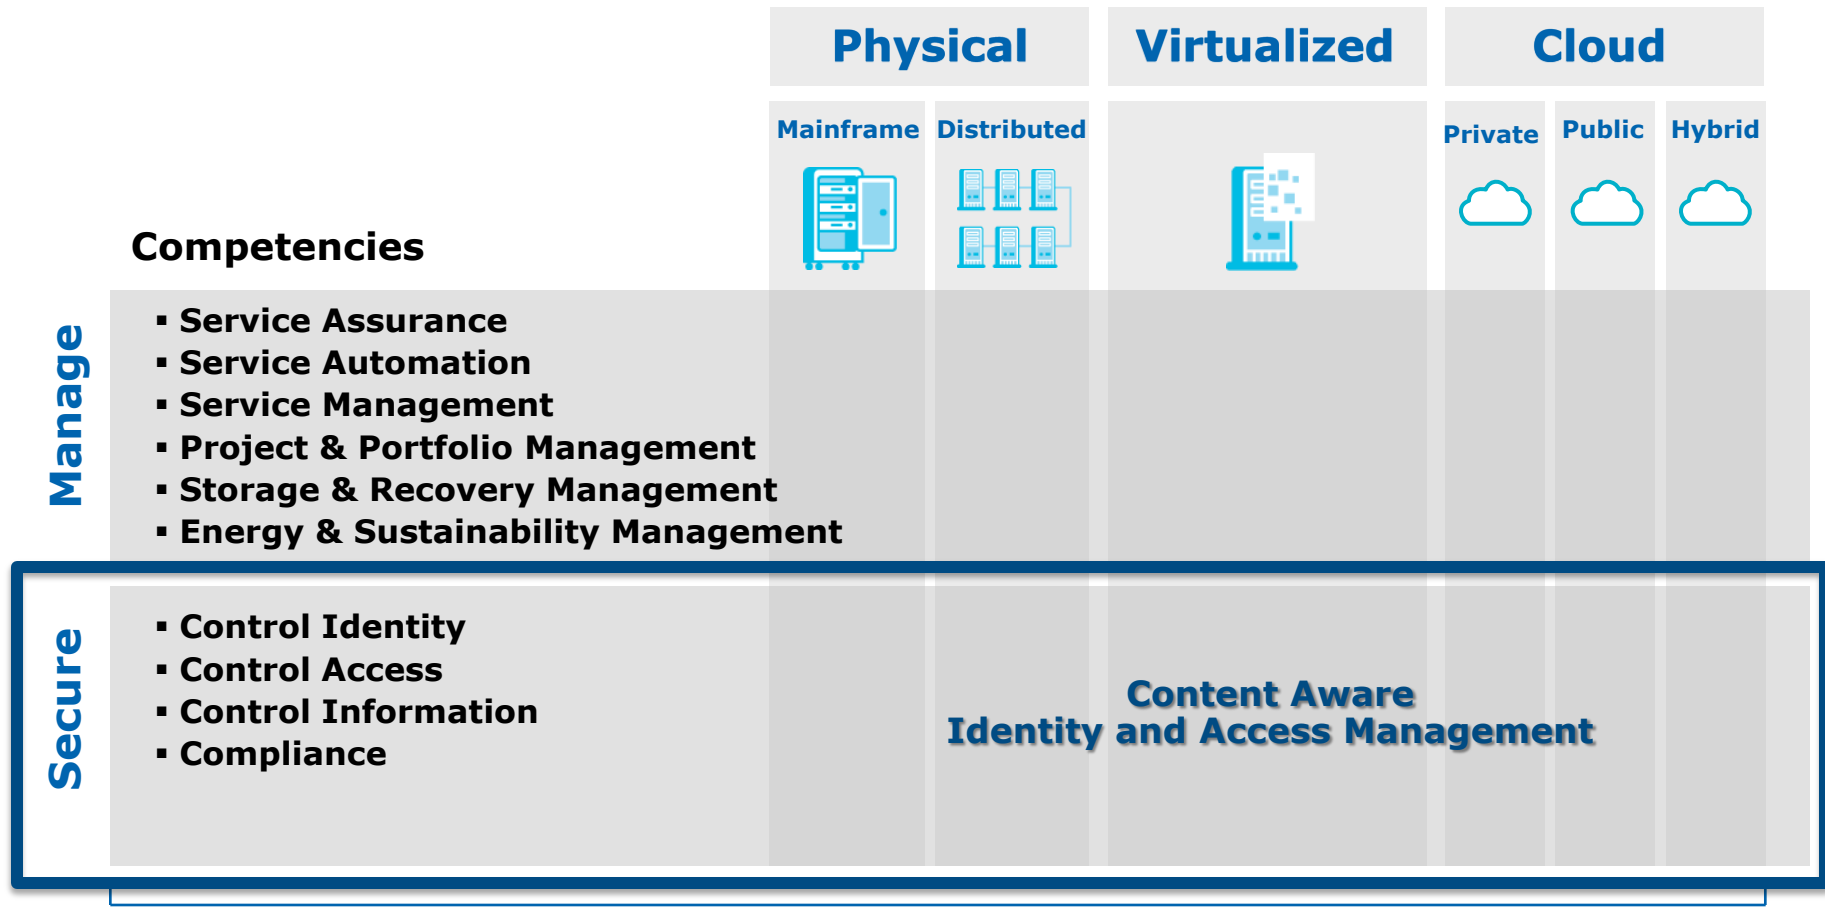 Physical
Virtualized
Cloud
Mainframe
Distributed
Private
Public
Hybrid
Competencies
Manage
▪ Service Assurance
▪ Service Automation
▪ Service Management
▪ Project & Portfolio Management
▪ Storage & Recovery Management
▪ Energy & Sustainability Management
Secure
▪ Control Identity
▪ Control Access
▪ Control Information
▪ Compliance
Content Aware
Identity and Access Management